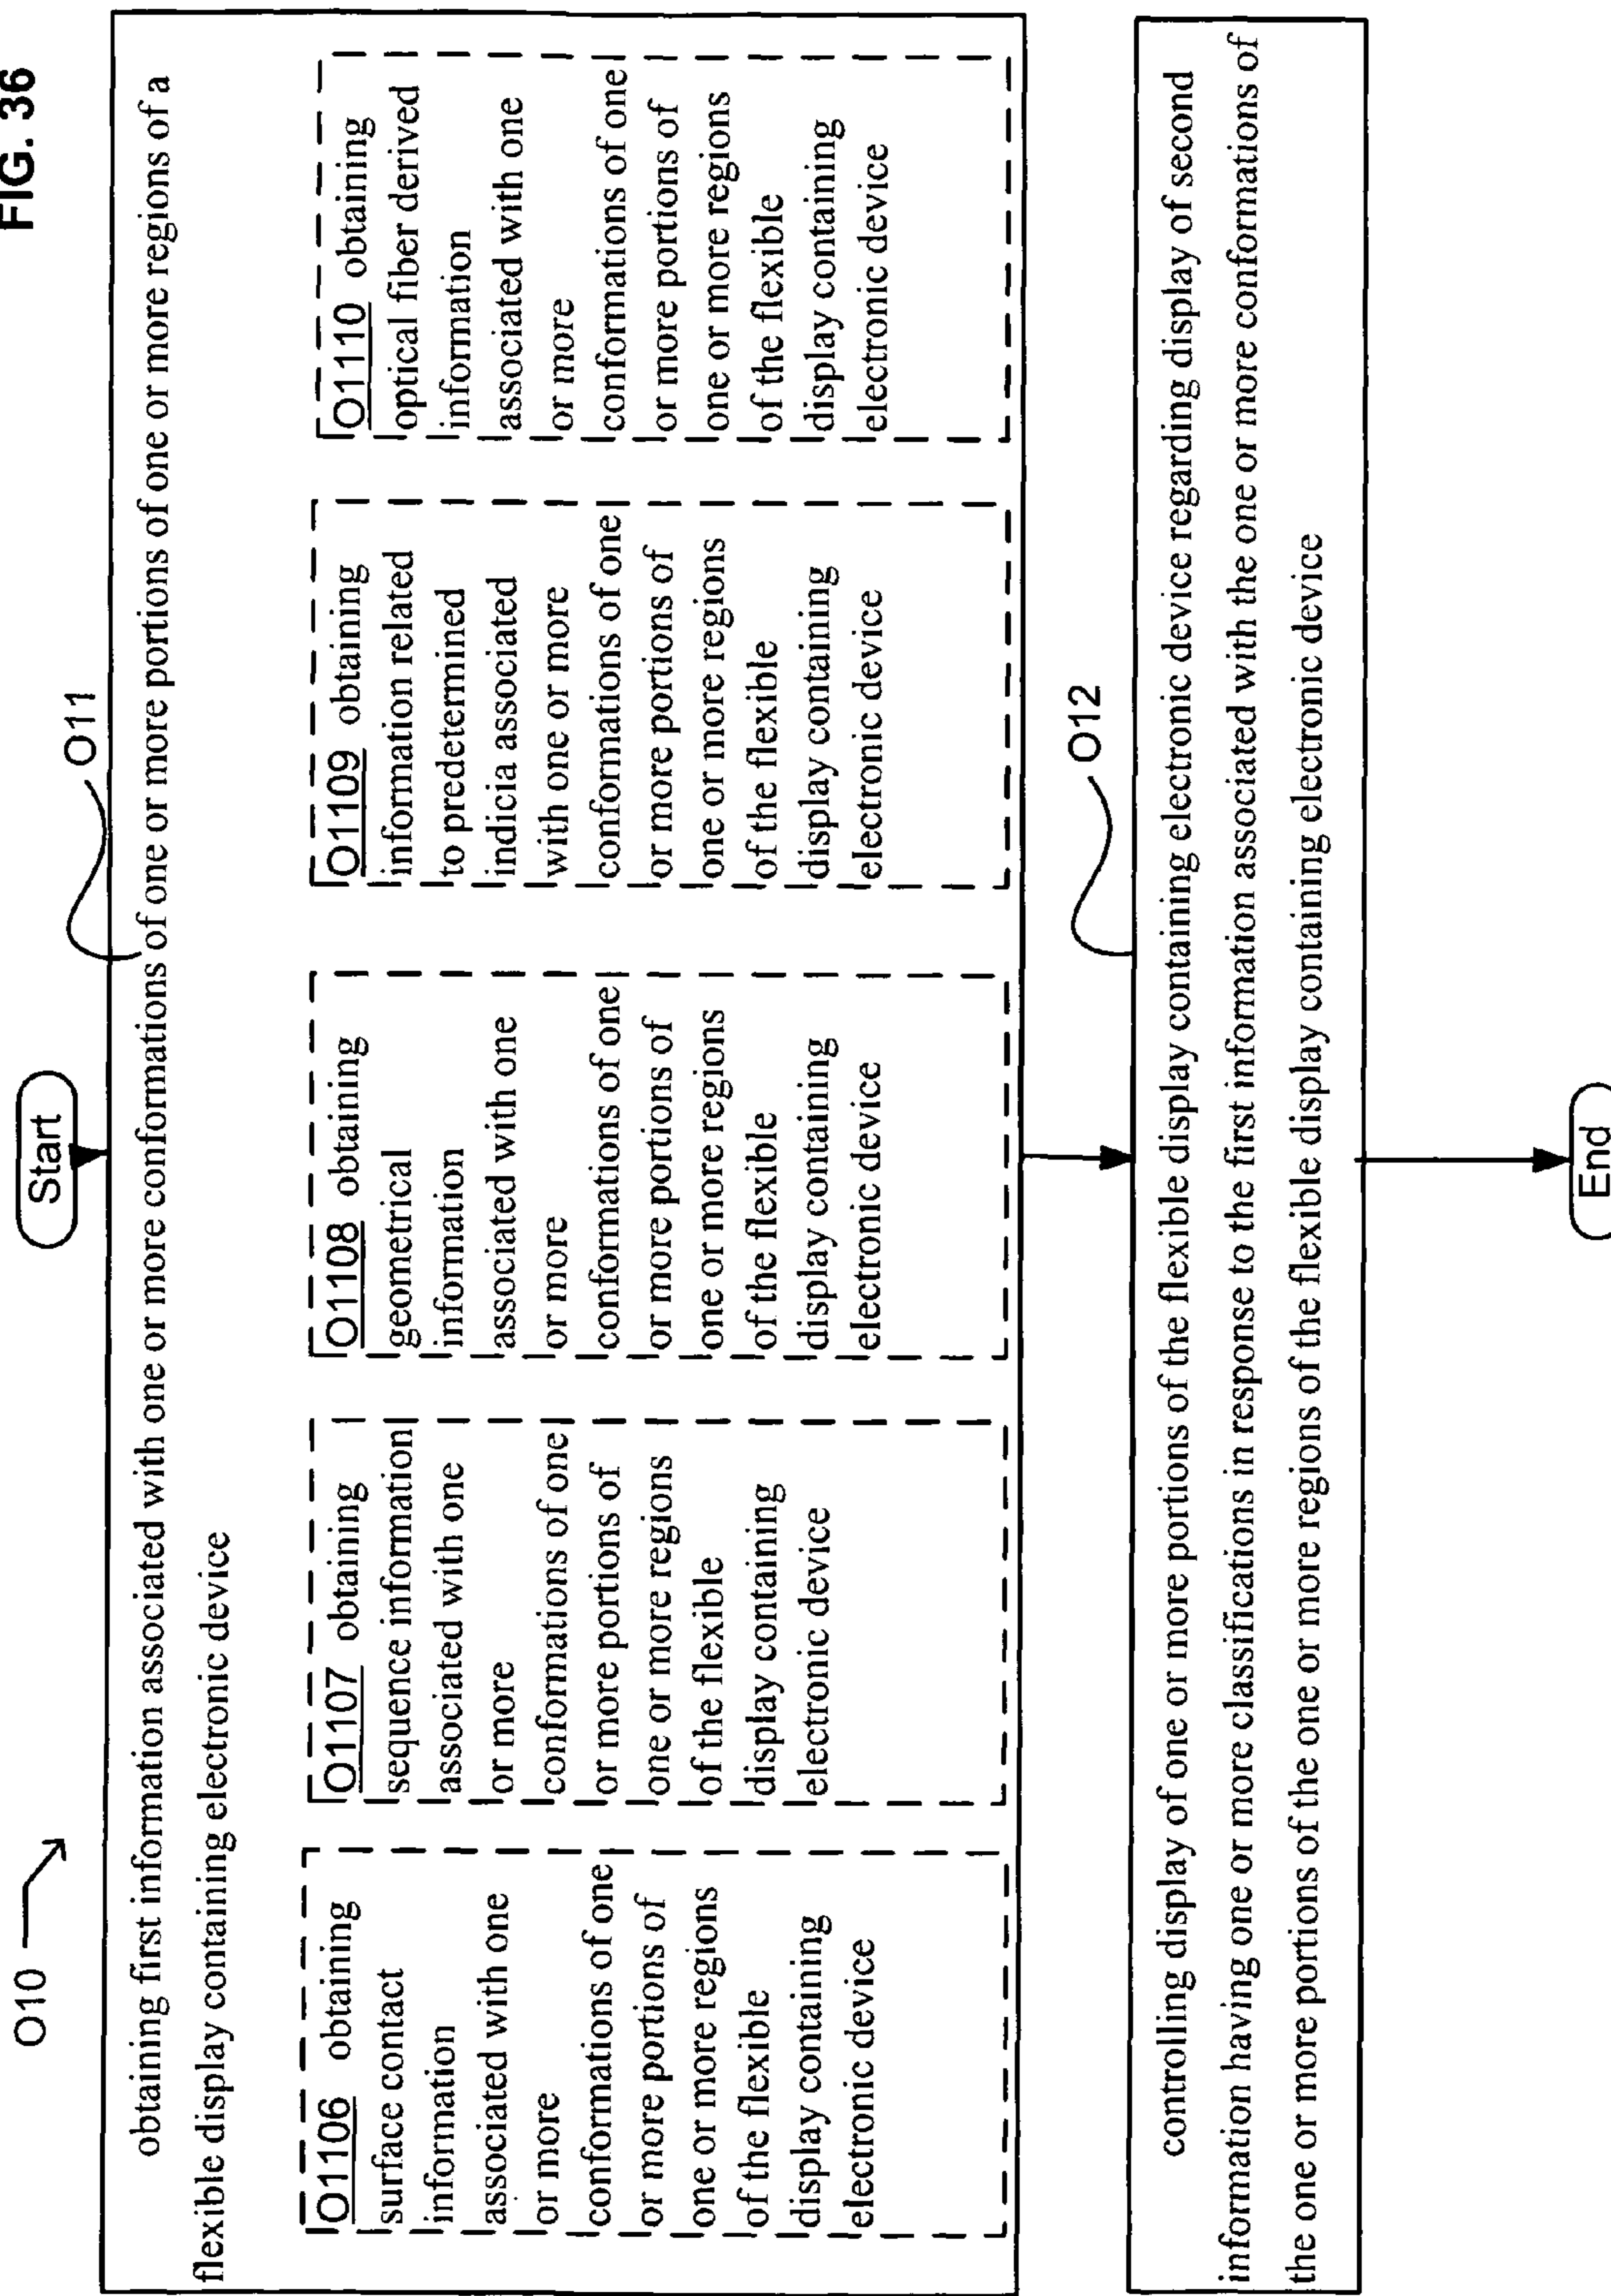 FIG. 36
O10
Start
O11
obtaining first information associated with one or more conformations of one or more portions of one or more regions of a
flexible display containing electronic device
O1106 obtaining
surface contact
information
associated with one
or more
conformations of one
or more portions of
one or more regions
of the flexible
display containing
electronic device
O1107 obtaining
sequence information
associated with one
or more
conformations of one
or more portions of
one or more regions
of the flexible
display containing
electronic device
O1108 obtaining
geometrical
information
associated with one
or more
conformations of one
or more portions of
one or more regions
of the flexible
display containing
electronic device
O1109 obtaining
information related
to predetermined
indicia associated
with one or more
conformations of one
or more portions of
one or more regions
of the flexible
display containing
electronic device
O1110 obtaining
optical fiber derived
information
associated with one
or more
conformations of one
or more portions of
one or more regions
of the flexible
display containing
electronic device
O12
controlling display of one or more portions of the flexible display containing electronic device regarding display of second
information having one or more classifications in response to the first information associated with the one or more conformations of
the one or more portions of the one or more regions of the flexible display containing electronic device
End